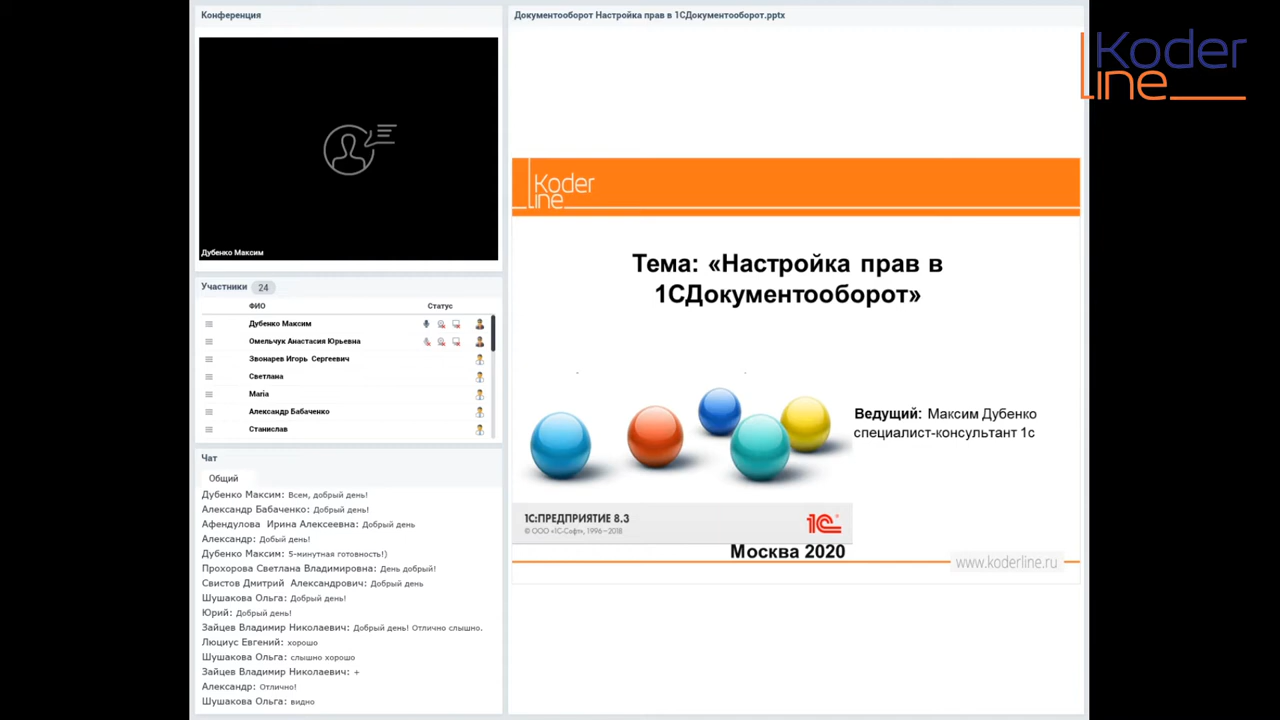 Конференция
Дубенко Максим
Участники 24
ФИО Статус
Дубенко Максим
Омельчук Анастасия Юрьевна
Звонарев Игорь Сергеевич
Светлана
Maria
Александр Бабаченко
Станислав
Чат
Общий
Дубенко Максим: Всем, добрый день!
Александр Бабаченко: Добрый день!
Афендулова Ирина Алексеевна: Добрый день
Александр: Добый день!
Дубенко Максим: 5-минутная готовность!)
Прохорова Светлана Владимировна: День добрый!
Свистов Дмитрий Александрович: Добрый день
Шушакова Ольга: Добрый день!
Юрий: Добрый день!
Зайцев Владимир Николаевич: Добрый день! Отлично слышно.
Люциус Евгений: хорошо
Шушакова Ольга: слышно хорошо
Зайцев Владимир Николаевич: +
Александр: Отлично!
Шушакова Ольга: видно
Документооборот Настройка прав в 1СДокументооборот.pptx
Koder
line
Koder
line
Тема: «Настройка прав в
1СДокументооборот»
Ведущий: Максим Дубенко
специалист-консультант 1с
1С:ПРЕДПРИЯТИЕ 8.3
© ООО «1С-Софт», 1996–2018
1С
Москва 2020
www.koderline.ru